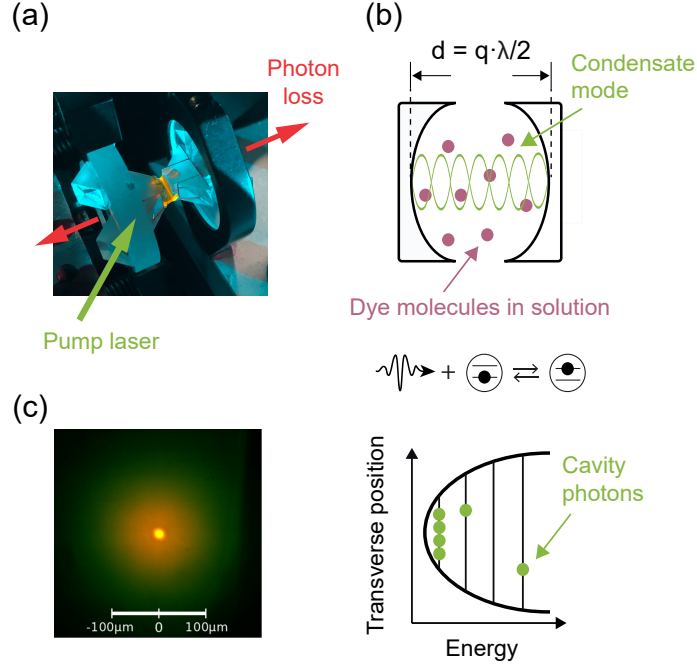 (a)
Photon
loss
Pump laser
(b)
d = q·λ/2
Condensate
mode
Dye molecules in solution
+
(c)
-100μm 0 100μm
Transverse position
Cavity
photons
Energy